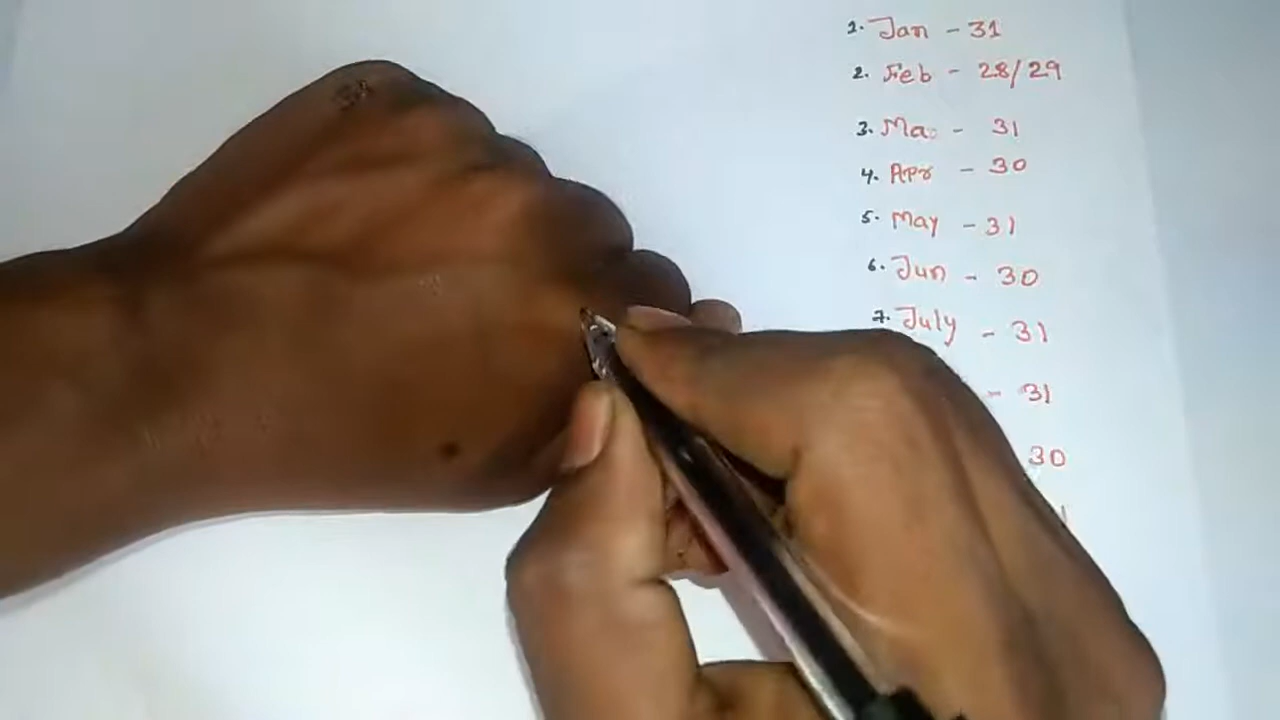 1. Jan - 31
2. Feb - 28/29
3. Ma - 31
4. Apr - 30
5. May - 31
6. Jun - 30
7. July - 31
- 31
30